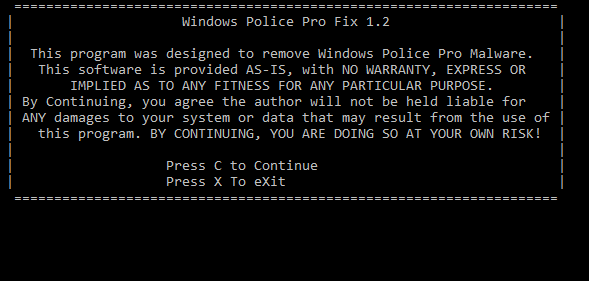 Windows Police Pro Fix 1.2
This program was designed to remove Windows Police Pro Malware.
This software is provided AS-IS, with NO WARRANTY, EXPRESS OR
IMPLIED AS TO ANY FITNESS FOR ANY PARTICULAR PURPOSE.
By Continuing, you agree the author will not be held liable for
ANY damages to your system or data that may result from the use of
this program. BY CONTINUING, YOU ARE DOING SO AT YOUR OWN RISK!
Press C to Continue
Press X To eXit